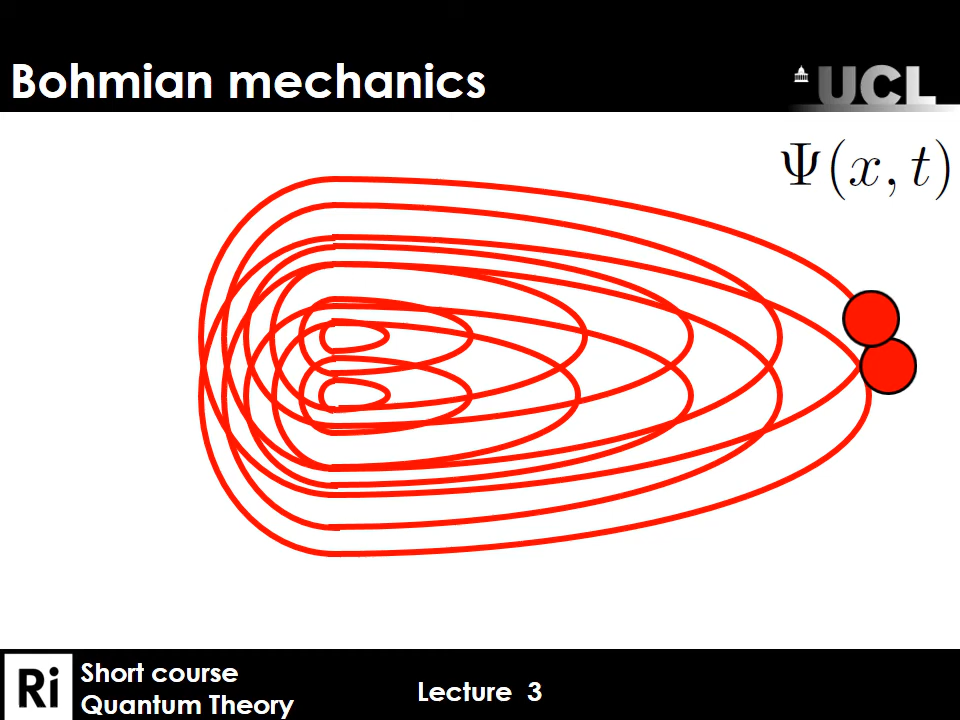 Bohmian mechanics
UCL
Ψ(x, t)
Ri
Short course
Quantum Theory
Lecture 3